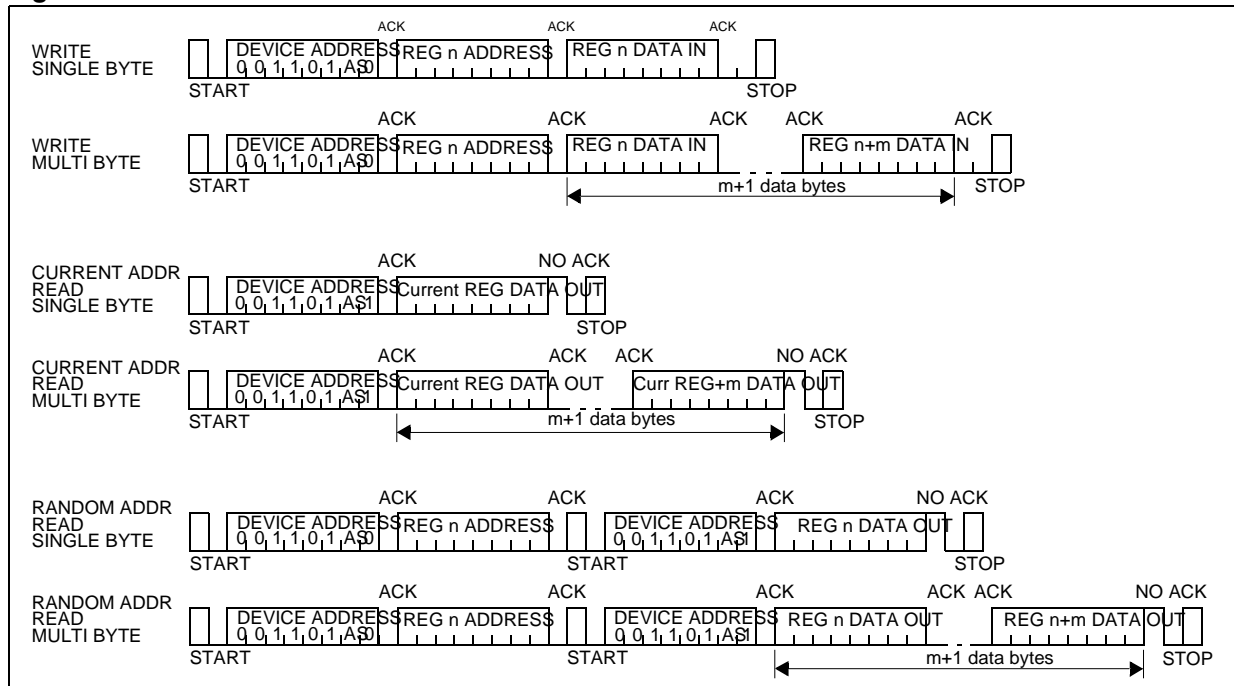 ACK ACK ACK
WRITE SINGLE BYTE
DEVICE ADDRESS REG n ADDRESS REG n DATA IN
0 0 1 1 0 1 AS 0
START STOP
ACK ACK ACK ACK ACK
WRITE MULTI BYTE
DEVICE ADDRESS REG n ADDRESS REG n DATA IN REG n+m DATA IN
0 0 1 1 0 1 AS 0
START m+1 data bytes STOP
ACK NO ACK
CURRENT ADDR READ SINGLE BYTE
DEVICE ADDRESS Current REG DATA OUT
0 0 1 1 0 1 AS 1
START STOP
ACK ACK ACK NO ACK
CURRENT ADDR READ MULTI BYTE
DEVICE ADDRESS Current REG DATA OUT Curr REG+m DATA OUT
0 0 1 1 0 1 AS 1
START m+1 data bytes STOP
ACK ACK ACK NO ACK
RANDOM ADDR READ SINGLE BYTE
DEVICE ADDRESS REG n ADDRESS DEVICE ADDRESS REG n DATA OUT
0 0 1 1 0 1 AS 0 0 0 1 1 0 1 AS 1
START START STOP
ACK ACK ACK ACK ACK NO ACK
RANDOM ADDR READ MULTI BYTE
DEVICE ADDRESS REG n ADDRESS DEVICE ADDRESS REG n DATA OUT REG n+m DATA OUT
0 0 1 1 0 1 AS 0 0 0 1 1 0 1 AS 1
START START m+1 data bytes STOP